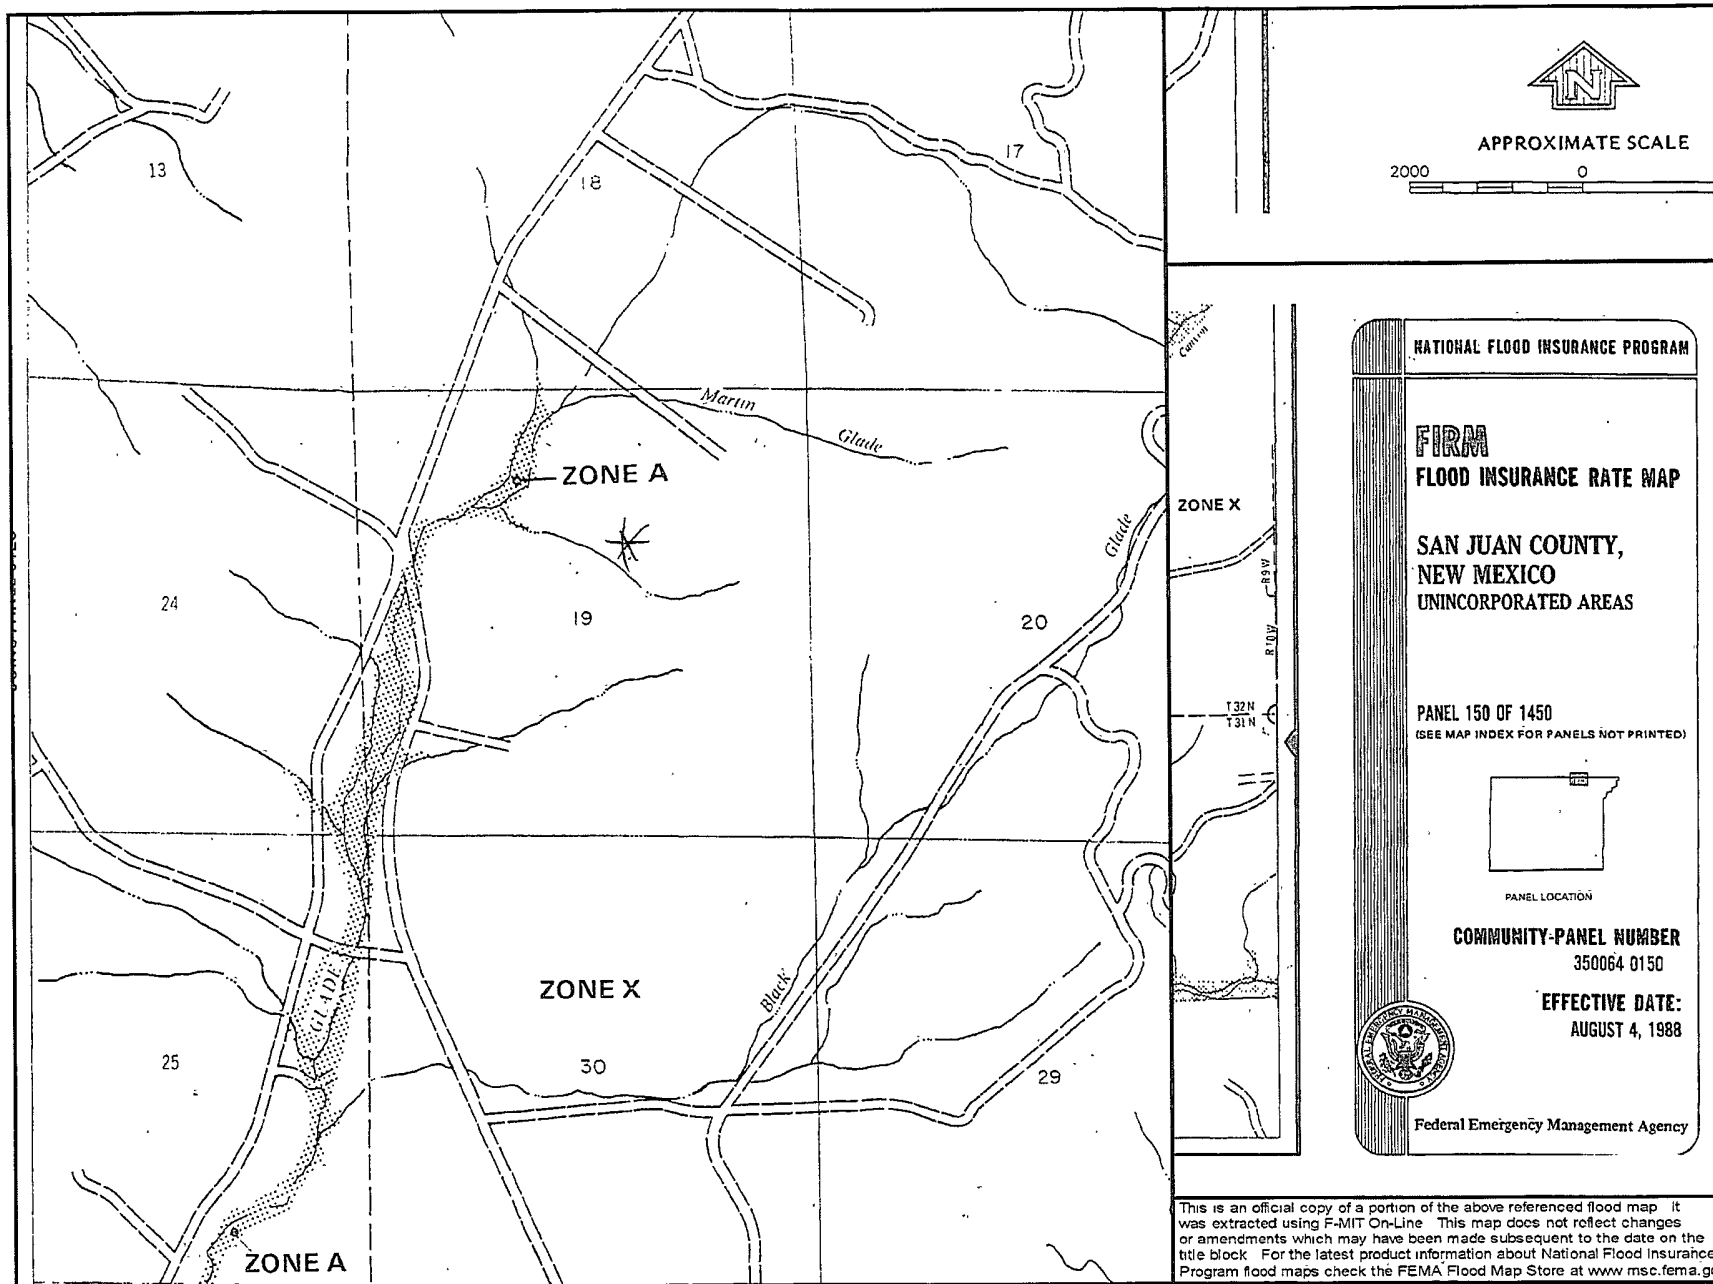 13
18
17
Martin
Glade
ZONE A
24
19
20
Glade
ZONE X
30
Black
29
25
GLADE
ZONE A
N
APPROXIMATE SCALE
2000
0
Canyon
ZONE X
R9W
R10W
T32N
T31N
NATIONAL FLOOD INSURANCE PROGRAM
FIRM
FLOOD INSURANCE RATE MAP
SAN JUAN COUNTY,
NEW MEXICO
UNINCORPORATED AREAS
PANEL 150 OF 1450
(SEE MAP INDEX FOR PANELS NOT PRINTED)
PANEL LOCATION
COMMUNITY-PANEL NUMBER
350064 0150
EFFECTIVE DATE:
AUGUST 4, 1988
FEDERAL EMERGENCY MANAGEMENT AGENCY
Federal Emergency Management Agency
This is an official copy of a portion of the above referenced flood map It
was extracted using F-MIT On-Line This map does not reflect changes
or amendments which may have been made subsequent to the date on the
title block For the latest product information about National Flood Insurance
Program flood maps check the FEMA Flood Map Store at www msc.fema.go